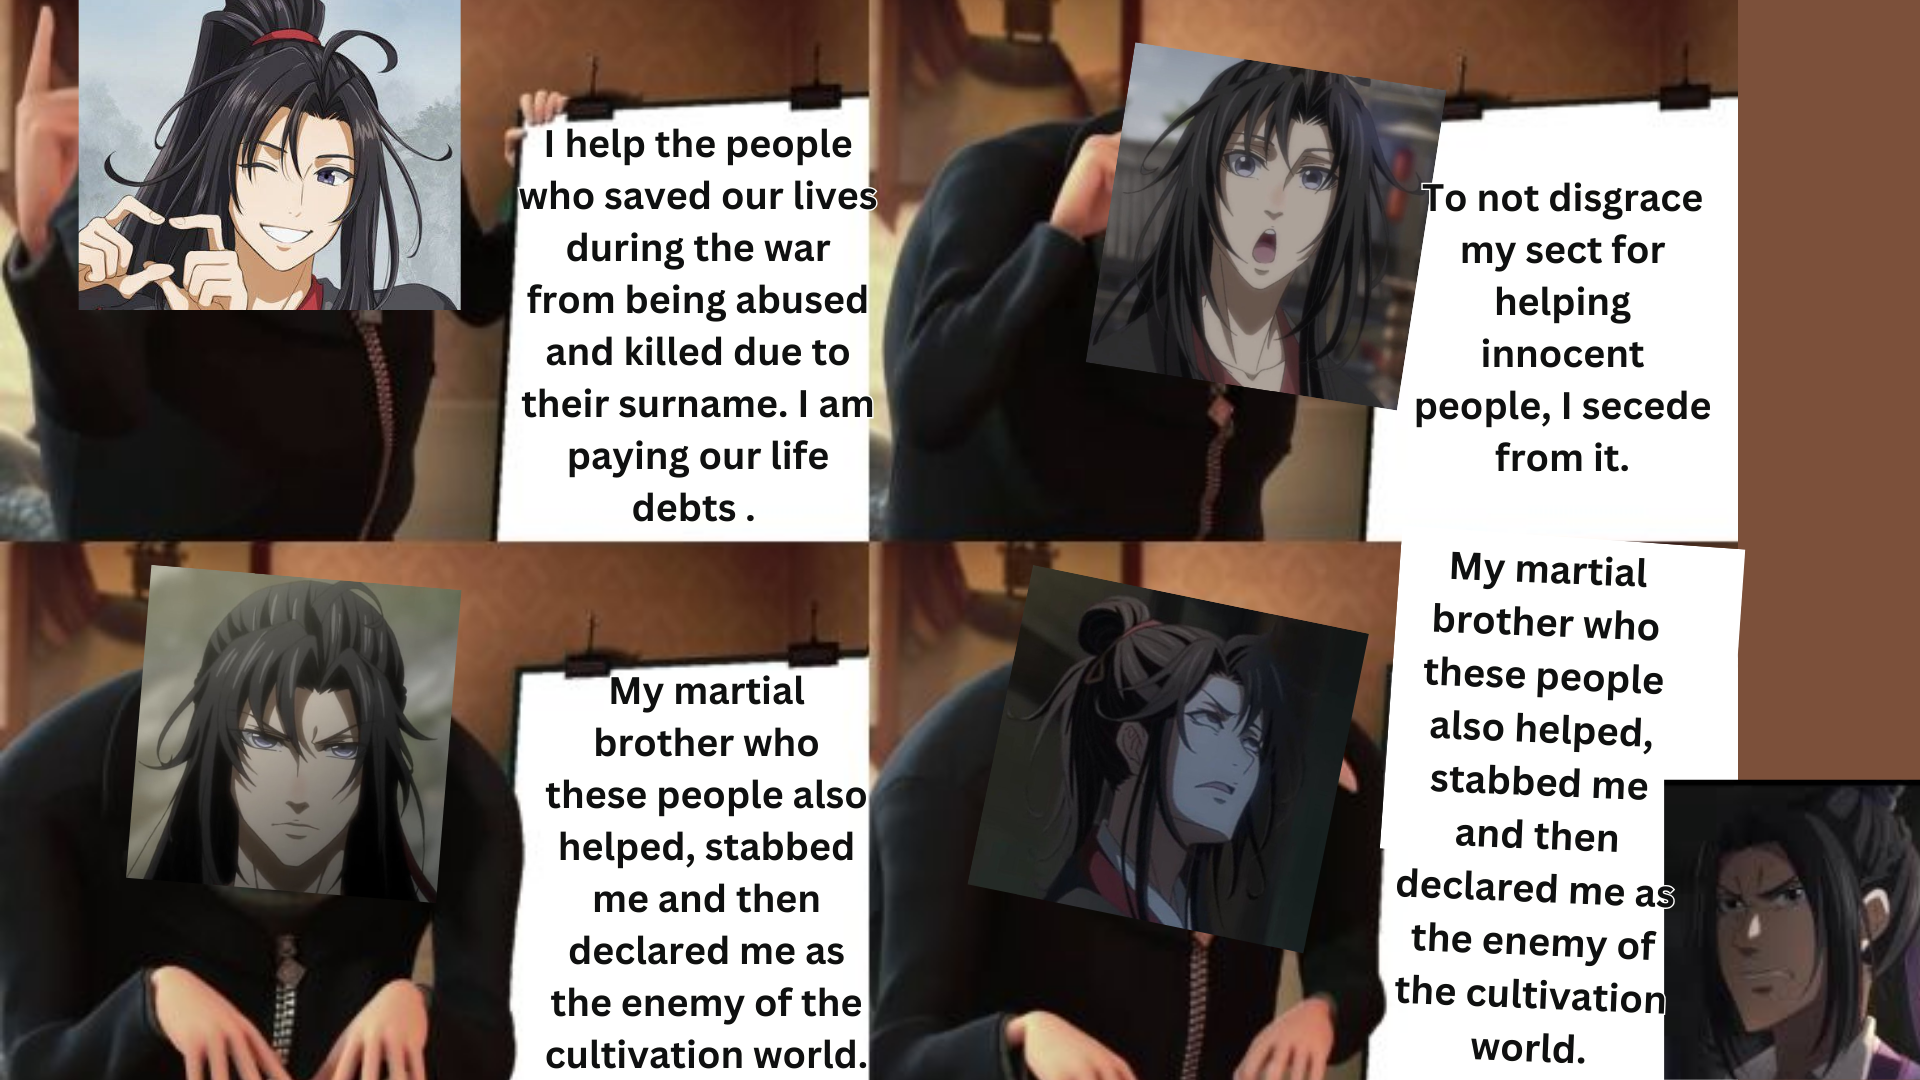 I help the people
who saved our lives
during the war
from being abused
and killed due to
their surname. I am
paying our life
debts .
To not disgrace
my sect for
helping
innocent
people, I secede
from it.
My martial
brother who
these people also
helped, stabbed
me and then
declared me as
the enemy of the
cultivation world.
My martial
brother who
these people
also helped,
stabbed me
and then
declared me as
the enemy of
the cultivation
world.